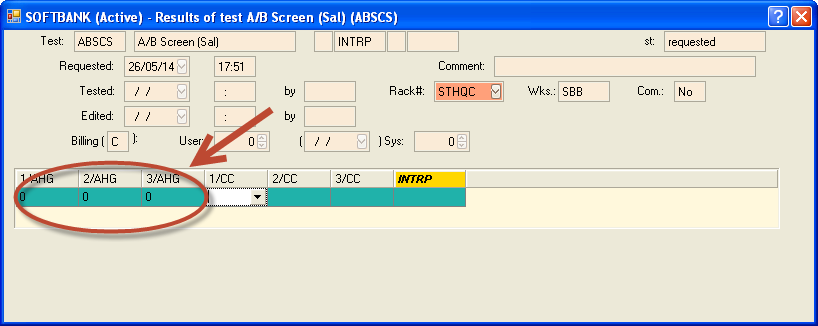 SOFTBANK (Active) - Results of test A/B Screen (Sal) (ABSCS)
Test: ABSCS A/B Screen (Sal) INTRP st: requested
Requested: 26/05/14 17:51 Comment:
Tested: / / : by Rack#: STHQC Wks.: SBB Com.: No
Edited: / / : by
Billing ( C ): User: 0 ( / / ) Sys: 0
1/AHG 2/AHG 3/AHG 1/CC 2/CC 3/CC INTRP
0 0 0